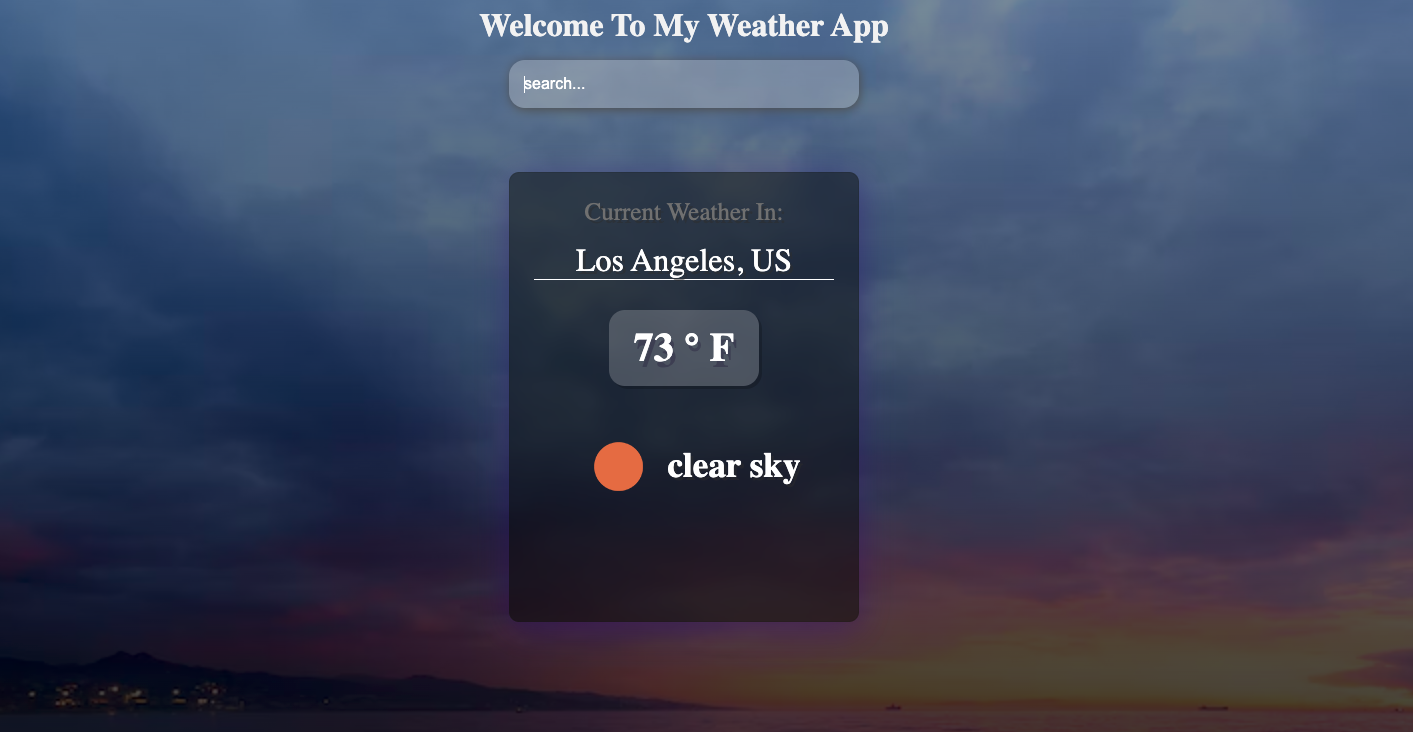 Welcome To My Weather App
search...
Current Weather In:
Los Angeles, US
73 ° F
clear sky